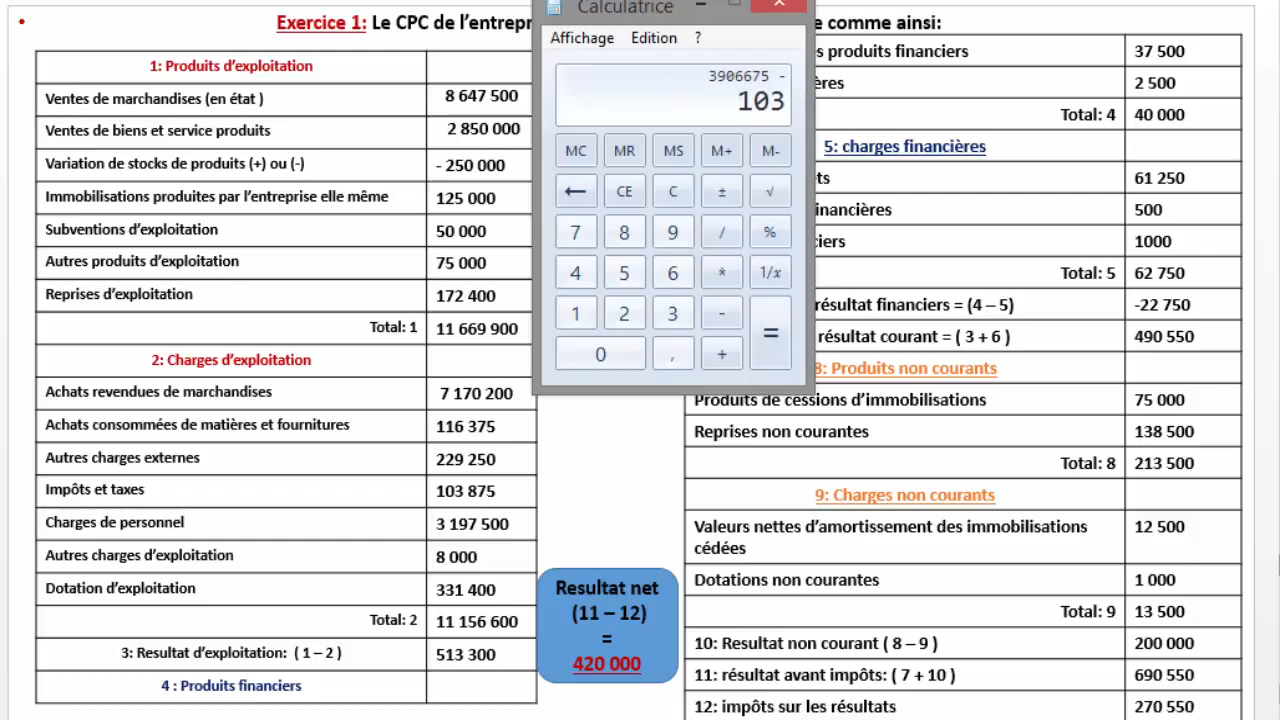 • Exercice 1: Le CPC de l'entrepr
e comme ainsi:
1: Produits d'exploitation
Ventes de marchandises (en état ) 8 647 500
Ventes de biens et service produits 2 850 000
Variation de stocks de produits (+) ou (-) - 250 000
Immobilisations produites par l'entreprise elle même 125 000
Subventions d'exploitation 50 000
Autres produits d'exploitation 75 000
Reprises d'exploitation 172 400
Total: 1 11 669 900
2: Charges d'exploitation
Achats revendues de marchandises 7 170 200
Achats consommées de matières et fournitures 116 375
Autres charges externes 229 250
Impôts et taxes 103 875
Charges de personnel 3 197 500
Autres charges d'exploitation 8 000
Dotation d'exploitation 331 400
Total: 2 11 156 600
3: Resultat d'exploitation: ( 1 – 2 ) 513 300
4 : Produits financiers
Calculatrice
Affichage Edition ?
3906675 -
103
MC MR MS M+ M-
← CE C ± √
7 8 9 / %
4 5 6 * 1/x
1 2 3 - =
0 , +
Resultat net
(11 – 12)
=
420 000
s produits financiers 37 500
ères 2 500
Total: 4 40 000
5: charges financières
ts 61 250
inancières 500
ciers 1000
Total: 5 62 750
résultat financiers = (4 – 5) -22 750
résultat courant = ( 3 + 6 ) 490 550
8: Produits non courants
Produits de cessions d'immobilisations 75 000
Reprises non courantes 138 500
Total: 8 213 500
9: Charges non courants
Valeurs nettes d'amortissement des immobilisations 12 500
cédées
Dotations non courantes 1 000
Total: 9 13 500
10: Resultat non courant ( 8 – 9 ) 200 000
11: résultat avant impôts: ( 7 + 10 ) 690 550
12: impôts sur les résultats 270 550